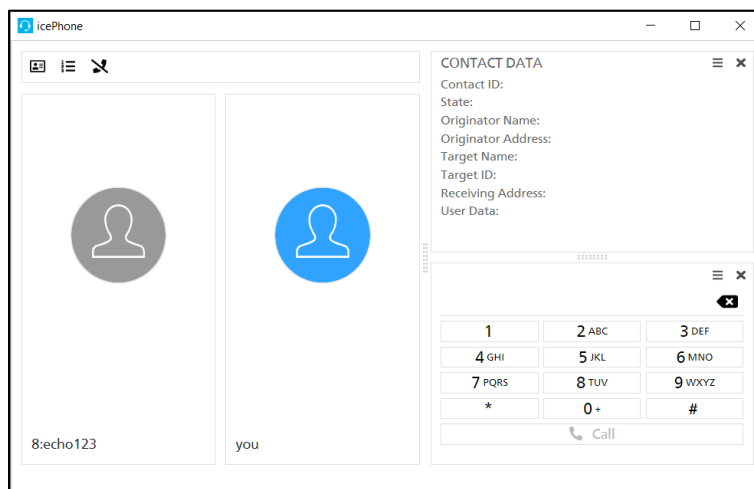 icePhone
CONTACT DATA
Contact ID:
State:
Originator Name:
Originator Address:
Target Name:
Target ID:
Receiving Address:
User Data:
1 2 ABC 3 DEF
4 GHI 5 JKL 6 MNO
7 PQRS 8 TUV 9 WXYZ
* 0 + #
Call
8:echo123
you